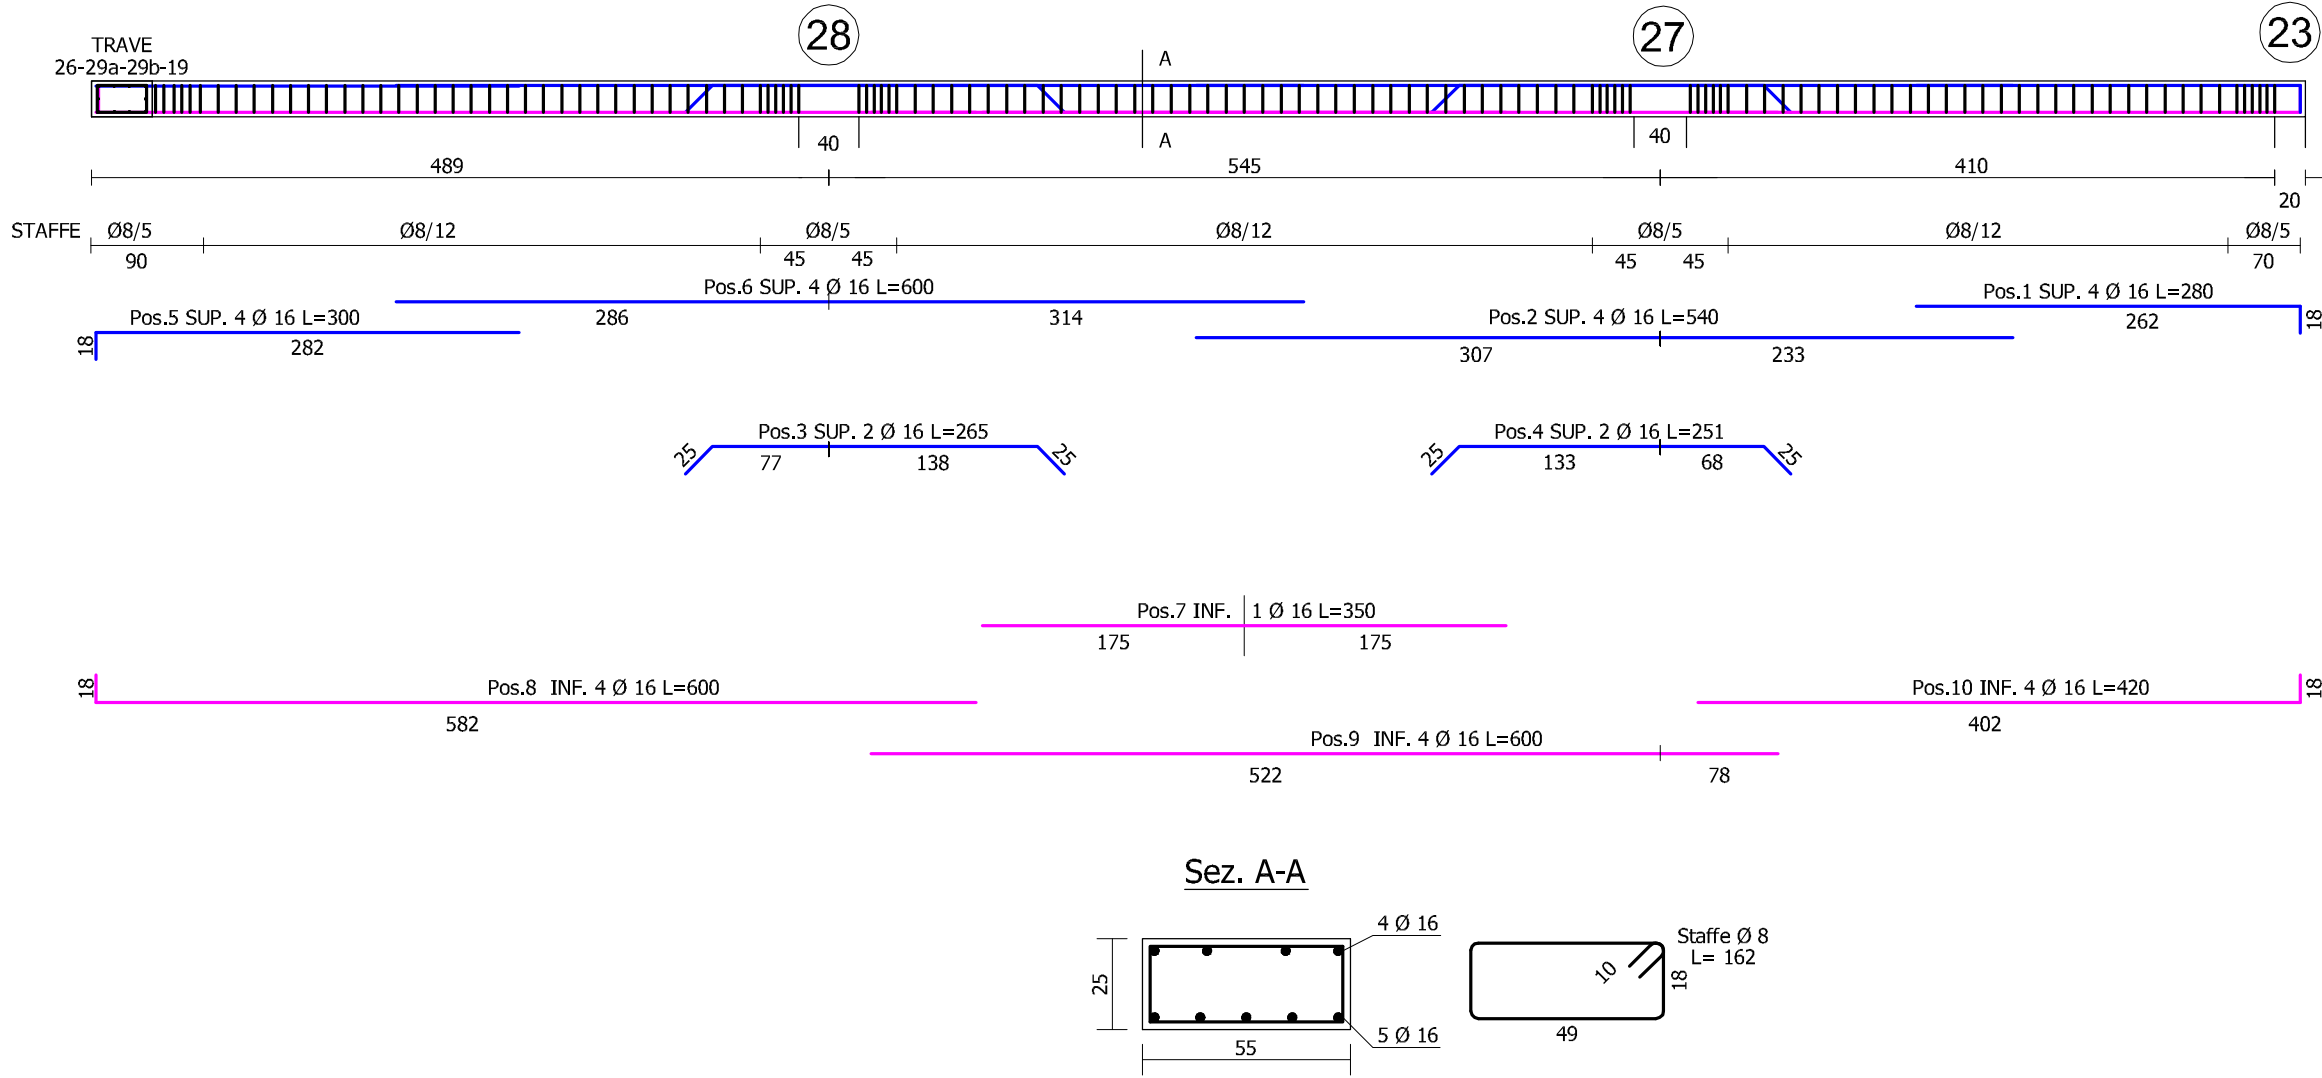 28
27
23
TRAVE
26-29a-29b-19
A
A
40
40
489
545
410
20
STAFFE Ø8/5 Ø8/12 Ø8/5 Ø8/12 Ø8/5 Ø8/12 Ø8/5
90 45 45 45 45 70
Pos.6 SUP. 4 Ø 16 L=600
286 314
Pos.1 SUP. 4 Ø 16 L=280
262
18
Pos.5 SUP. 4 Ø 16 L=300
282
18
Pos.2 SUP. 4 Ø 16 L=540
307 233
Pos.3 SUP. 2 Ø 16 L=265
25 77 138 25
Pos.4 SUP. 2 Ø 16 L=251
25 133 68 25
Pos.7 INF. 1 Ø 16 L=350
175 175
Pos.8 INF. 4 Ø 16 L=600
18
582
Pos.10 INF. 4 Ø 16 L=420
18
402
Pos.9 INF. 4 Ø 16 L=600
522 78
Sez. A-A
4 Ø 16
25
5 Ø 16
55
Staffe Ø 8
L= 162
10
18
49